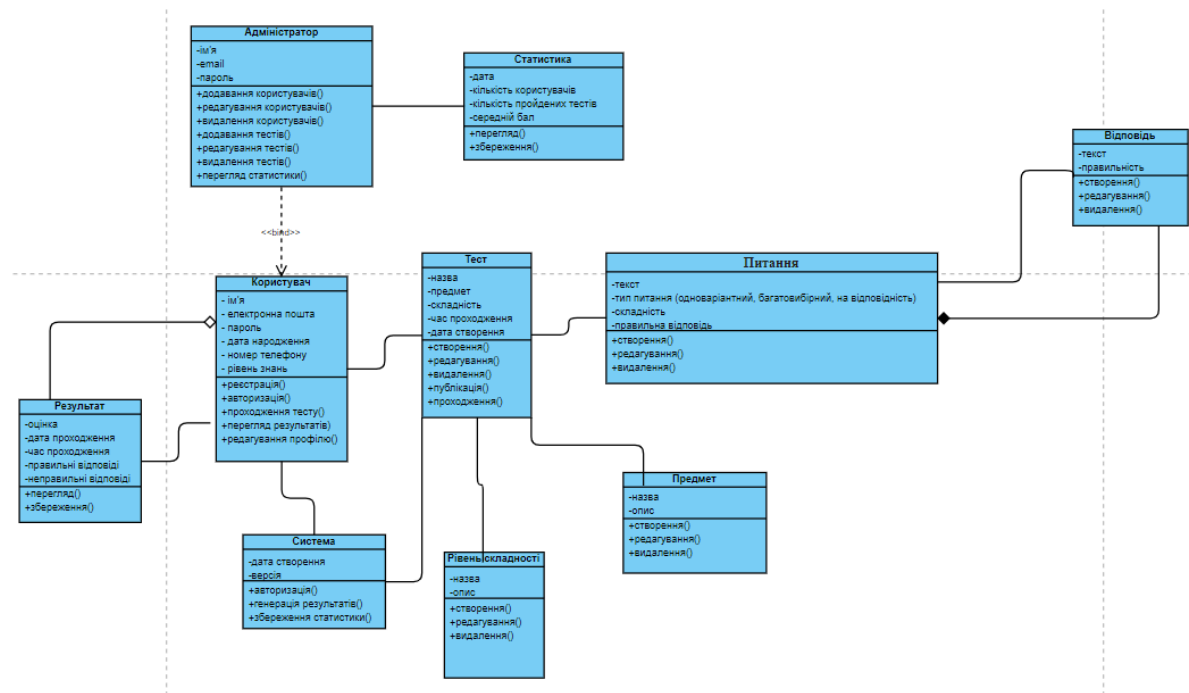 Адміністратор
-ім'я
-email
-пароль
+додавання користувачів()
+редагування користувачів()
+видалення користувачів()
+додавання тестів()
+редагування тестів()
+видалення тестів()
+перегляд статистики()
Статистика
-дата
-кількість користувачів
-кількість пройдених тестів
-середній бал
+перегляд()
+збереження()
Відповідь
-текст
-правильність
+створення()
+редагування()
+видалення()
<<bind>>
Користувач
- ім'я
- електронна пошта
- пароль
- дата народження
- номер телефону
- рівень знань
+реєстрація()
+авторизація()
+проходження тесту()
+перегляд результатів)
+редагування профілю()
Тест
-назва
-предмет
-складність
-час проходження
-дата створення
+створення()
+редагування()
+видалення()
+публікація()
+проходження()
Питання
-текст
-тип питання (одноваріантний, багатовибірний, на відповідність)
-складність
-правильна відповідь
+створення()
+редагування()
+видалення()
Результат
-оцінка
-дата проходження
-час проходження
-правильні відповіді
-неправильні відповіді
+перегляд()
+збереження()
Система
-дата створення
-версія
+авторизація()
+генерація результатів()
+збереження статистики()
Рівень складності
-назва
-опис
+створення()
+редагування()
+видалення()
Предмет
-назва
-опис
+створення()
+редагування()
+видалення()